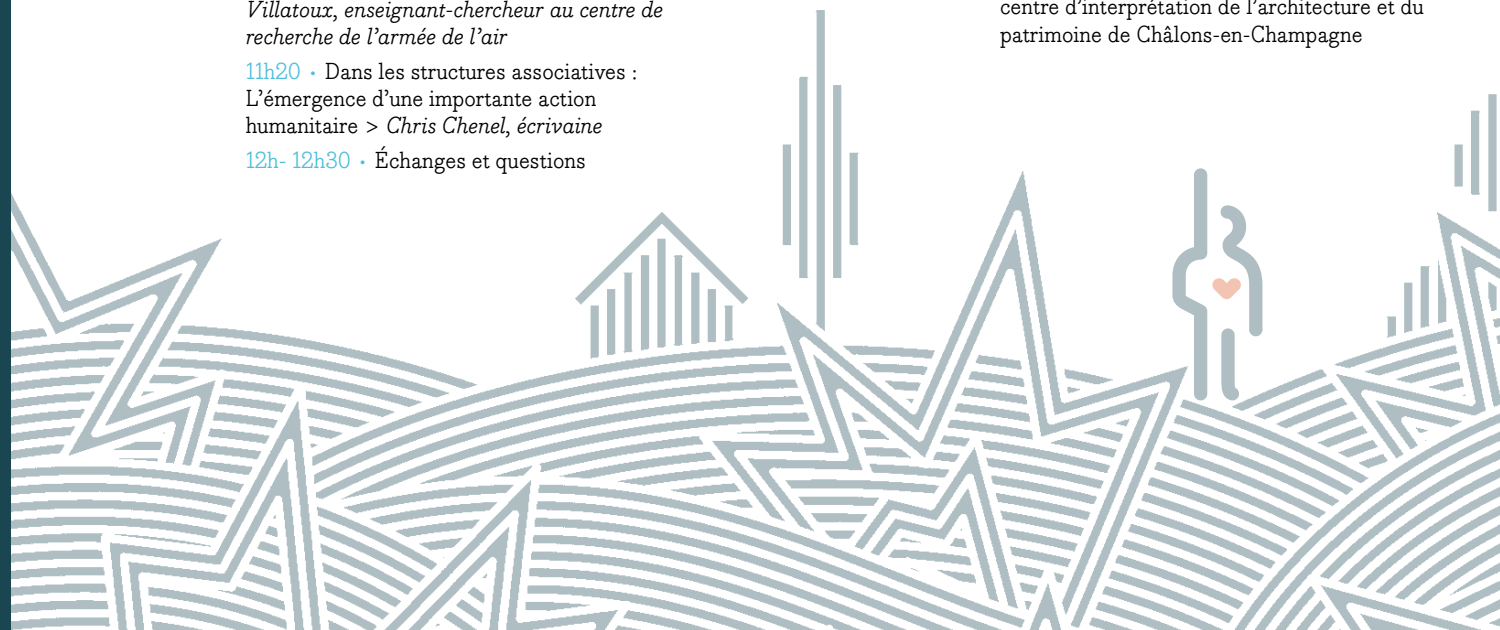 Villatoux, enseignant-chercheur au centre de
recherche de l’armée de l’air
11h20 • Dans les structures associatives :
L’émergence d’une importante action
humanitaire > Chris Chenel, écrivaine
12h- 12h30 • Échanges et questions
centre d’interprétation de l’architecture et du
patrimoine de Châlons-en-Champagne